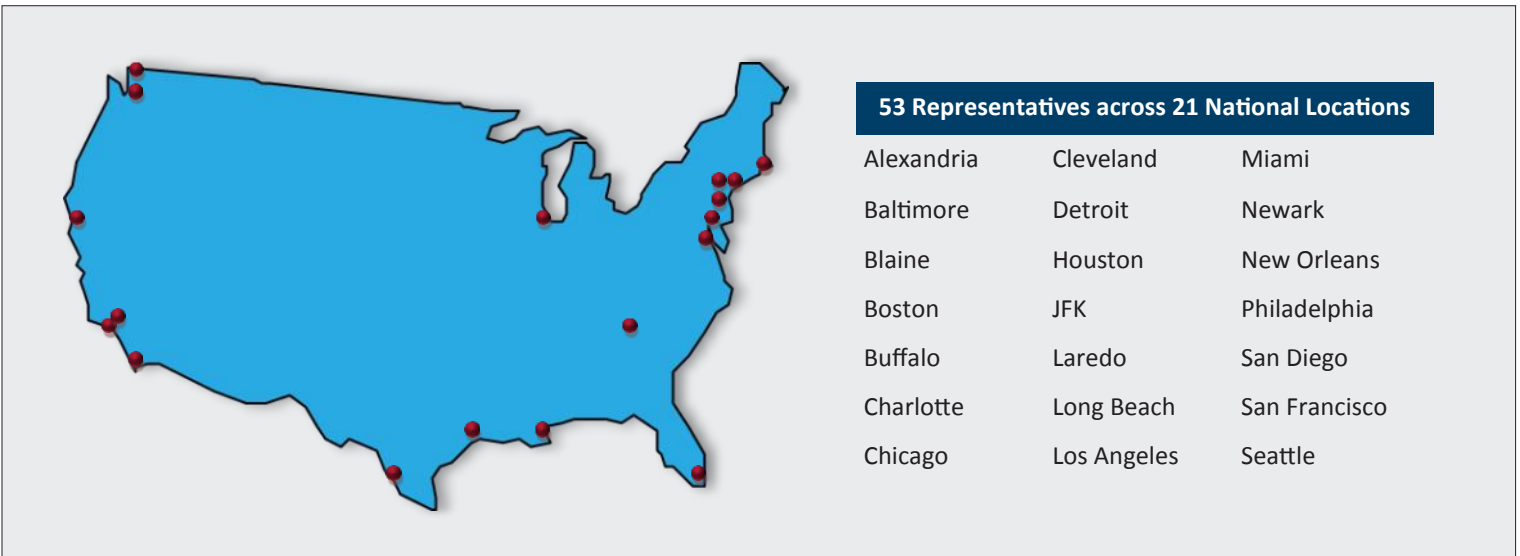 53 Representatives across 21 National Locations
Alexandria Cleveland Miami
Baltimore Detroit Newark
Blaine Houston New Orleans
Boston JFK Philadelphia
Buffalo Laredo San Diego
Charlotte Long Beach San Francisco
Chicago Los Angeles Seattle